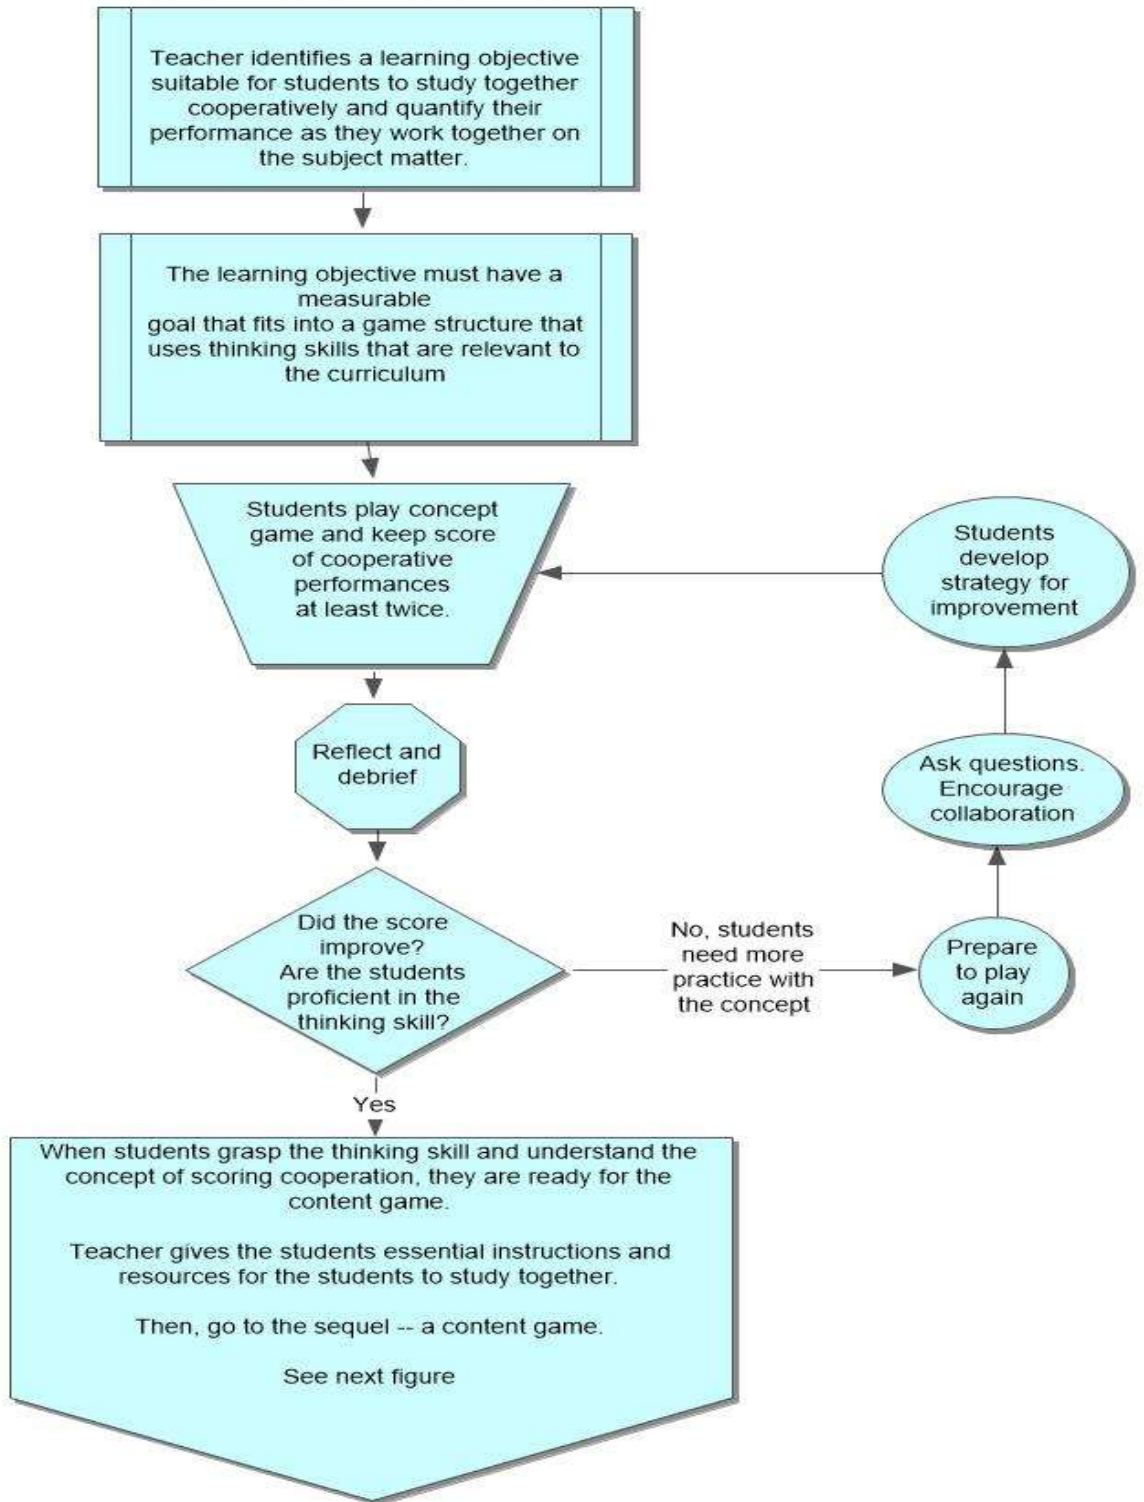 Teacher identifies a learning objective
suitable for students to study together
cooperatively and quantify their
performance as they work together on
the subject matter.
The learning objective must have a
measurable
goal that fits into a game structure that
uses thinking skills that are relevant to
the curriculum
Students play concept
game and keep score
of cooperative
performances
at least twice.
Reflect and
debrief
Did the score
improve?
Are the students
proficient in the
thinking skill?
No, students
need more
practice with
the concept
Prepare
to play
again
Ask questions.
Encourage
collaboration
Students
develop
strategy for
improvement
Yes
When students grasp the thinking skill and understand the
concept of scoring cooperation, they are ready for the
content game.
Teacher gives the students essential instructions and
resources for the students to study together.
Then, go to the sequel -- a content game.
See next figure